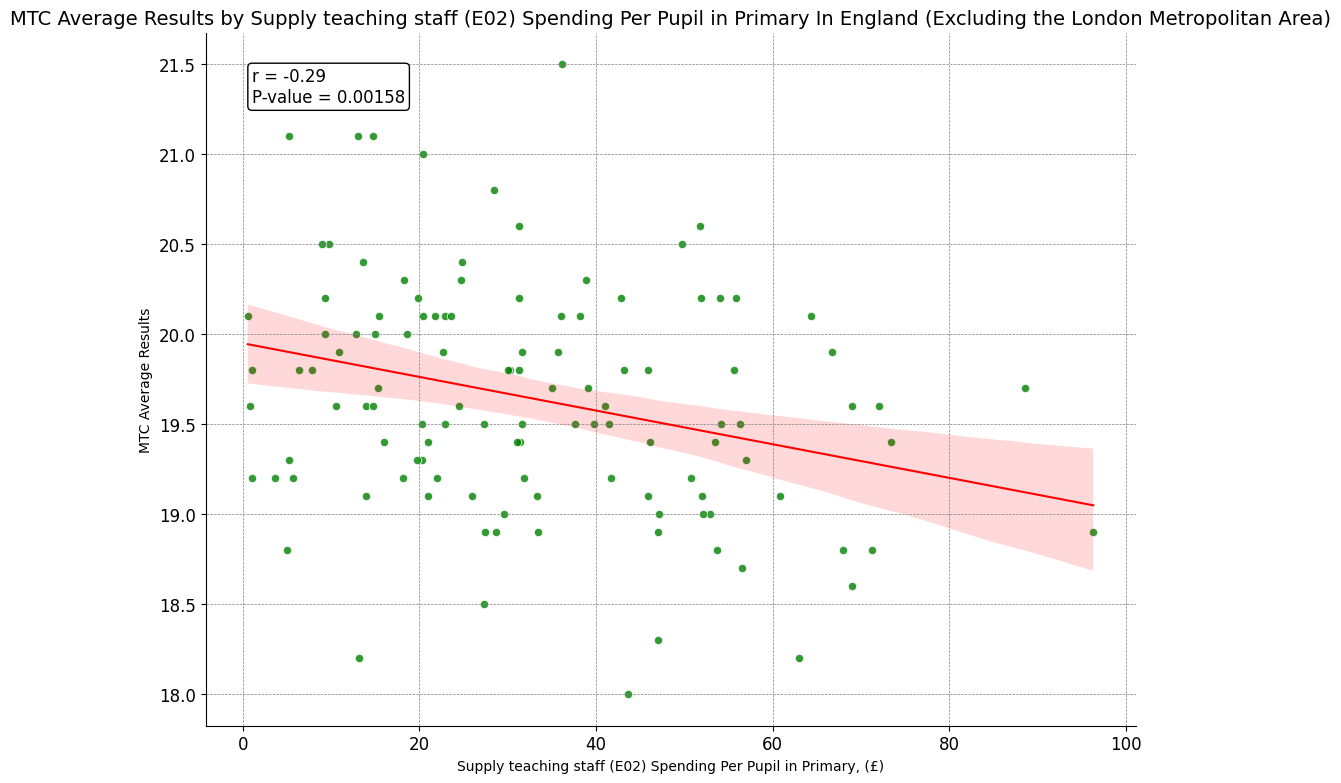 MTC Average Results by Supply teaching staff (E02) Spending Per Pupil in Primary In England (Excluding the London Metropolitan Area)
r = -0.29
P-value = 0.00158
MTC Average Results
21.5
21.0
20.5
20.0
19.5
19.0
18.5
18.0
0 20 40 60 80 100
Supply teaching staff (E02) Spending Per Pupil in Primary, (£)